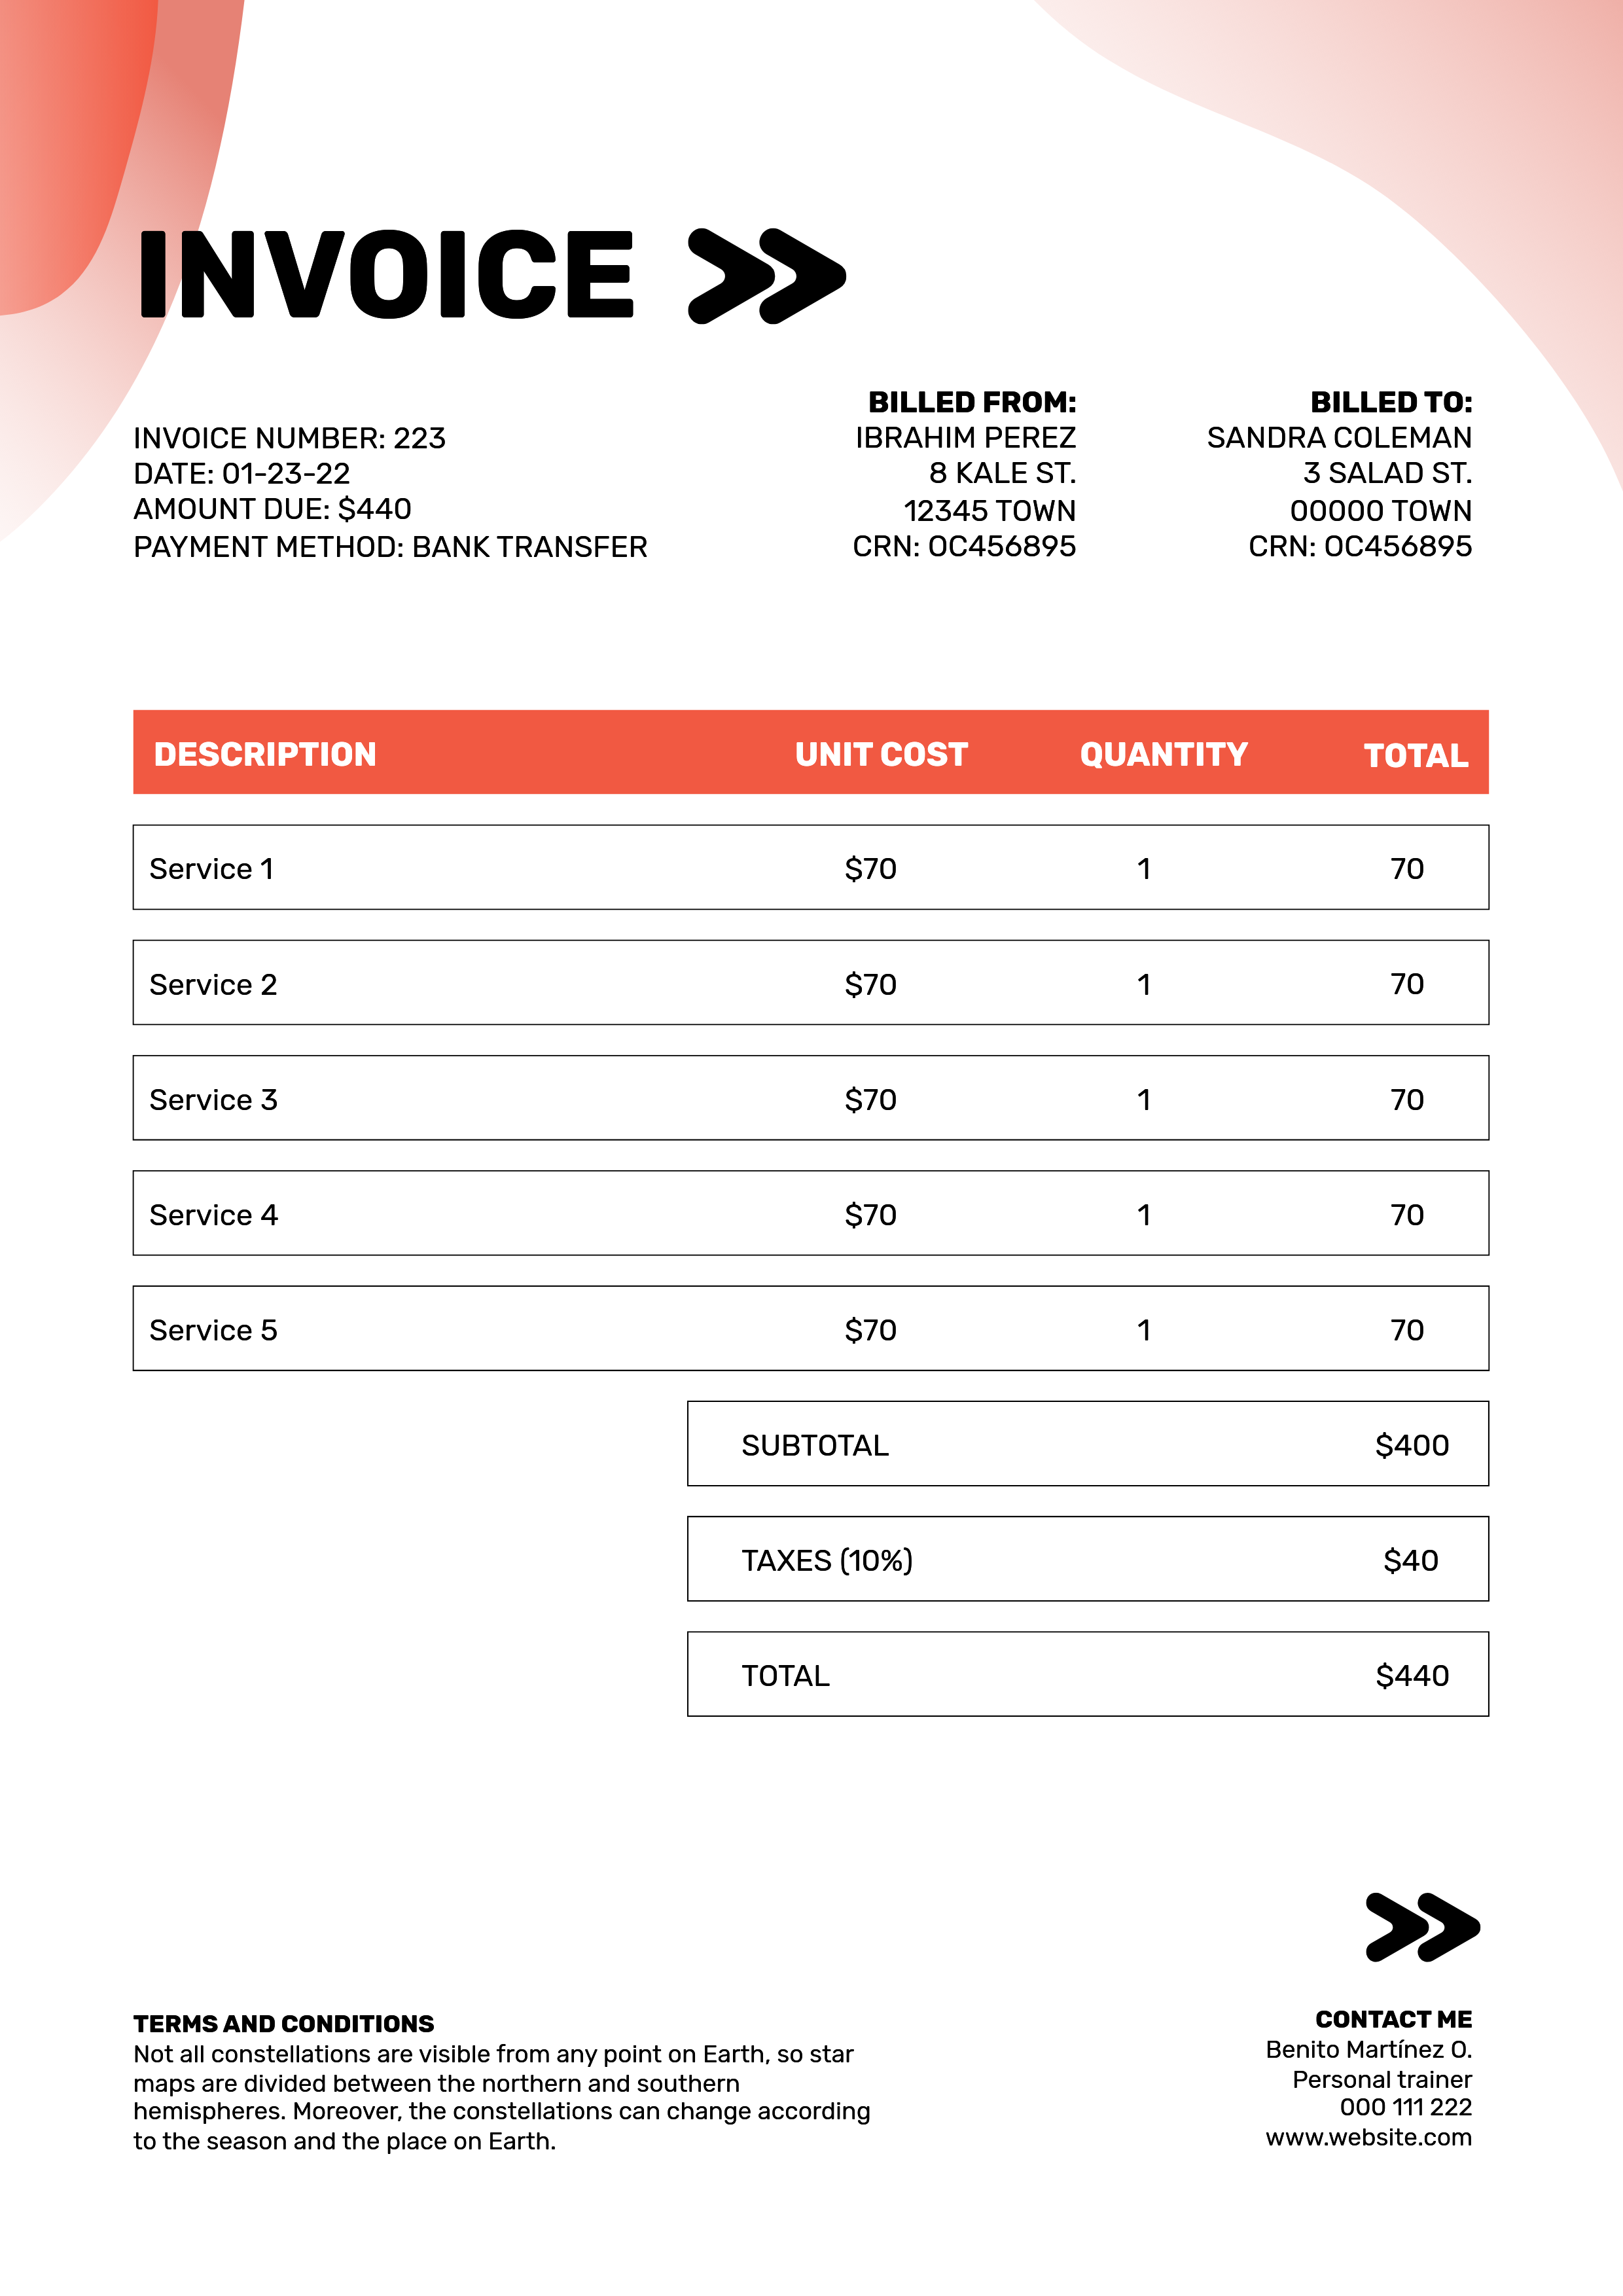 INVOICE
INVOICE NUMBER: 223
DATE: 01-23-22
AMOUNT DUE: $440
PAYMENT METHOD: BANK TRANSFER
BILLED FROM:
IBRAHIM PEREZ
8 KALE ST.
12345 TOWN
CRN: OC456895
BILLED TO:
SANDRA COLEMAN
3 SALAD ST.
00000 TOWN
CRN: OC456895
DESCRIPTION UNIT COST QUANTITY TOTAL
Service 1 $70 1 70
Service 2 $70 1 70
Service 3 $70 1 70
Service 4 $70 1 70
Service 5 $70 1 70
SUBTOTAL $400
TAXES (10%) $40
TOTAL $440
TERMS AND CONDITIONS
Not all constellations are visible from any point on Earth, so star
maps are divided between the northern and southern
hemispheres. Moreover, the constellations can change according
to the season and the place on Earth.
CONTACT ME
Benito Martínez O.
Personal trainer
000 111 222
www.website.com